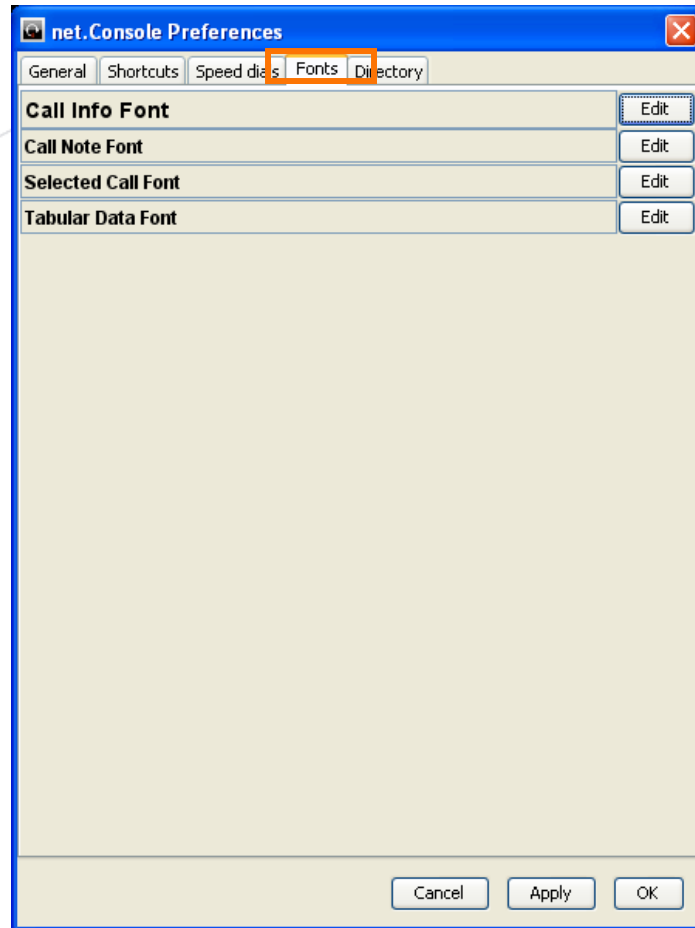 net.Console Preferences
General Shortcuts Speed dials Fonts Directory
Call Info Font Edit
Call Note Font Edit
Selected Call Font Edit
Tabular Data Font Edit
Cancel Apply OK